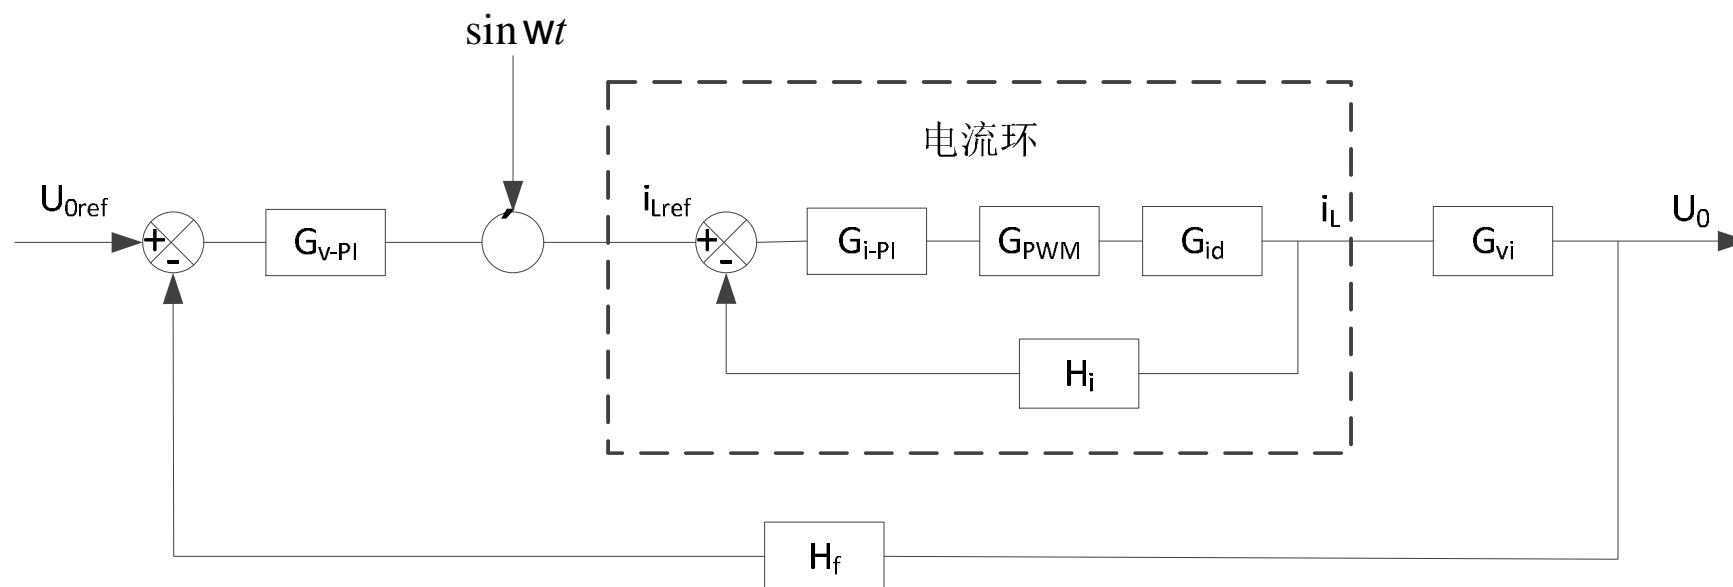 sin wt
电流环
U0ref
+
-
Gv-PI
iLref
+
-
Gi-PI
GPWM
Gid
iL
Gvi
U0
Hi
Hf